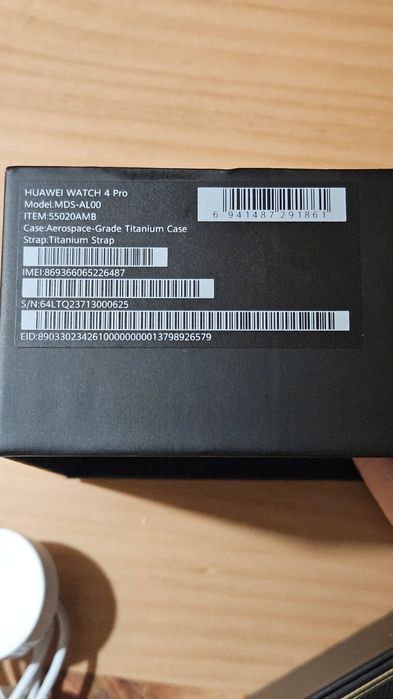 HUAWEI WATCH 4 Pro
Model:MDS-AL00
ITEM:55020AMB
Case:Aerospace-Grade Titanium Case
Strap:Titanium Strap
6 941487 291861
IMEI:869366065226487
S/N:64LTQ23713000625
EID:89033023426100000000013798926579